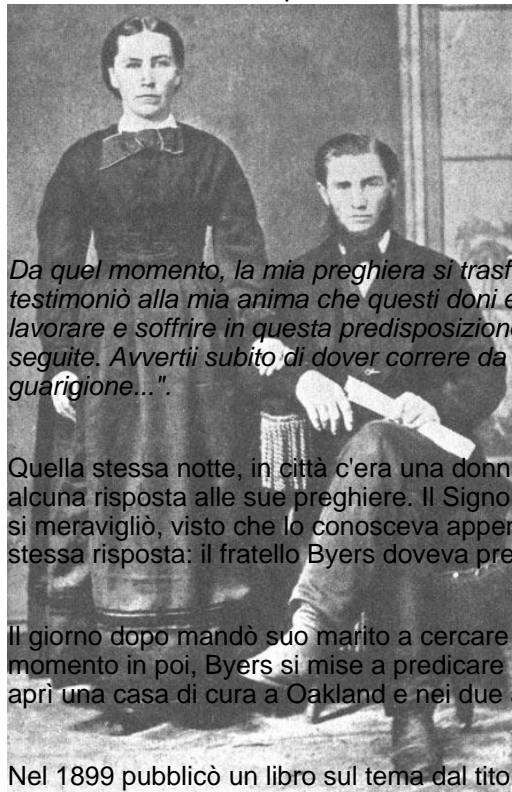 Da quel momento, la mia preghiera si trasf
testimoniò alla mia anima che questi doni e
lavorare e soffrire in questa predisposizione
seguite. Avvertii subito di dover correre da
guarigione...".
Quella stessa notte, in città c'era una donn
alcuna risposta alle sue preghiere. Il Signo
si meravigliò, visto che lo conosceva apper
stessa risposta: il fratello Byers doveva pre
Il giorno dopo mandò suo marito a cercare
momento in poi, Byers si mise a predicare
aprì una casa di cura a Oakland e nei due a
Nel 1899 pubblicò un libro sul tema dal tito